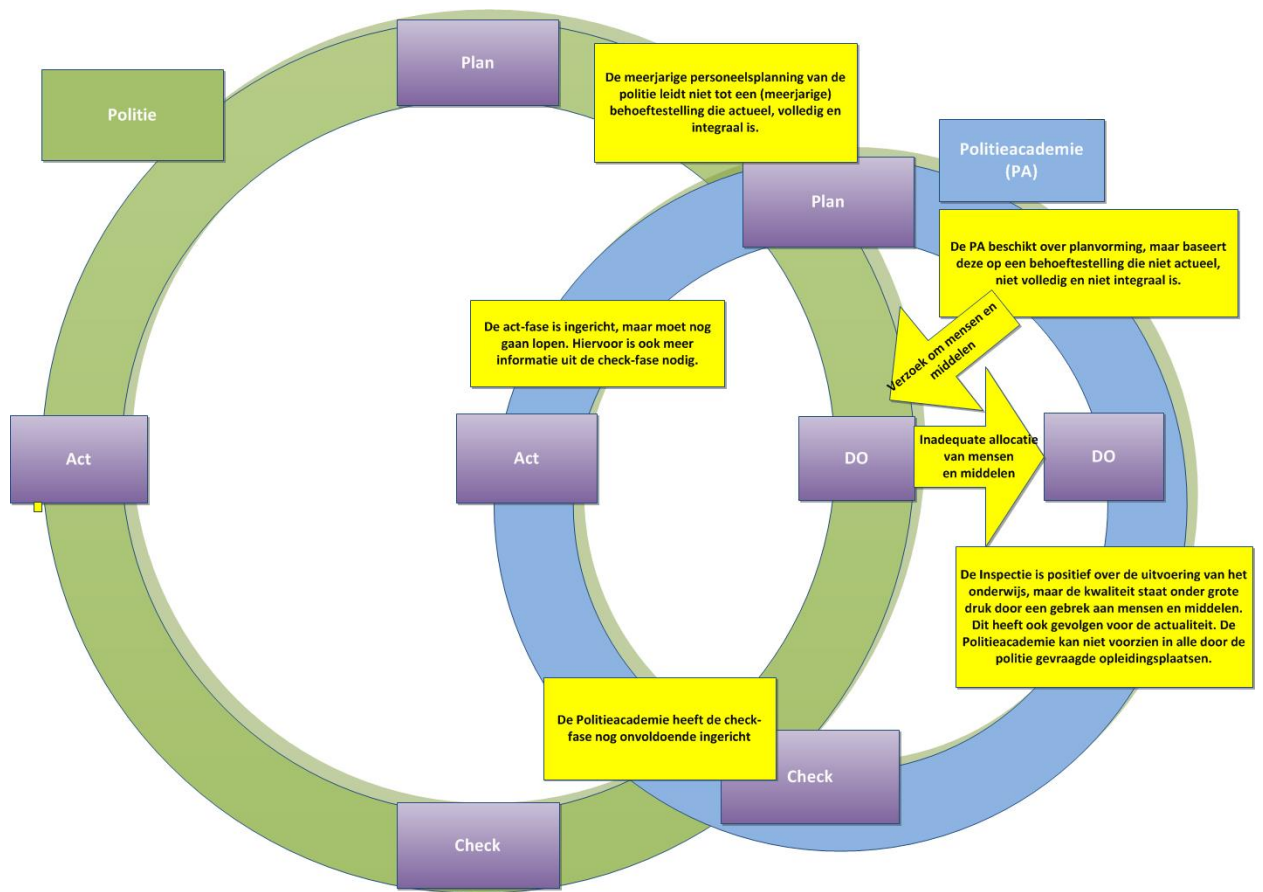 Plan
De meerjarige personeelsplanning van de
politie leidt niet tot een (meerjarige)
behoeftestelling die actueel, volledig en
integraal is.
Politie
Politieacademie
(PA)
Plan
De PA beschikt over planvorming, maar baseert
deze op een behoeftestelling die niet actueel,
niet volledig en niet integraal is.
De act-fase is ingericht, maar moet nog
gaan lopen. Hiervoor is ook meer
informatie uit de check-fase nodig.
Verzoek om mensen en
middelen
Act
Act
DO
Inadequate allocatie
van mensen
en middelen
DO
De Inspectie is positief over de uitvoering van het
onderwijs, maar de kwaliteit staat onder grote
druk door een gebrek aan mensen en middelen.
Dit heeft ook gevolgen voor de actualiteit. De
Politieacademie kan niet voorzien in alle door de
politie gevraagde opleidingsplaatsen.
De Politieacademie heeft de check-
fase nog onvoldoende ingericht
Check
Check